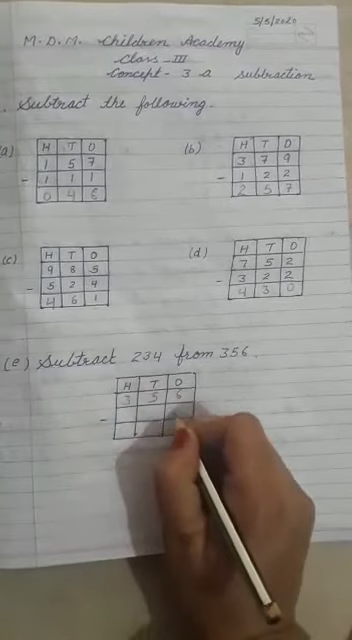 5/5/2020
M. D. M. Children Academy
Class - III
Concept - 3 a subtraction
Subtract the following.
(a)
H T O
1 5 7
- 1 1 1
0 4 6
(b)
H T O
3 7 9
- 1 2 2
2 5 7
(c)
H T O
9 8 5
- 5 2 4
4 6 1
(d)
H T O
7 5 2
- 3 2 2
4 3 0
(e) Subtract 234 from 356.
H T O
3 5 6
-